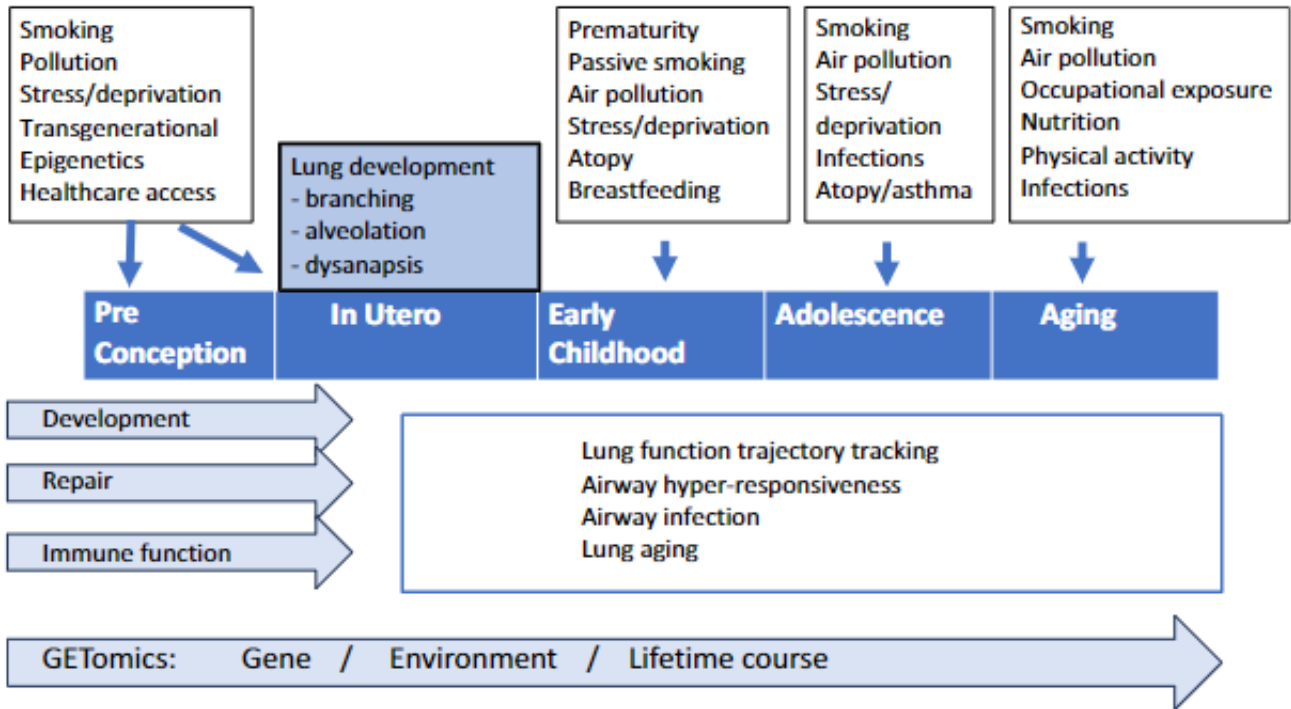 Smoking
Pollution
Stress/deprivation
Transgenerational
Epigenetics
Healthcare access
Lung development
- branching
- alveolation
- dysanapsis
Prematurity
Passive smoking
Air pollution
Stress/deprivation
Atopy
Breastfeeding
Smoking
Air pollution
Stress/
deprivation
Infections
Atopy/asthma
Smoking
Air pollution
Occupational exposure
Nutrition
Physical activity
Infections
Pre
Conception
In Utero
Early
Childhood
Adolescence
Aging
Development
Repair
Immune function
Lung function trajectory tracking
Airway hyper-responsiveness
Airway infection
Lung aging
GETomics: Gene / Environment / Lifetime course